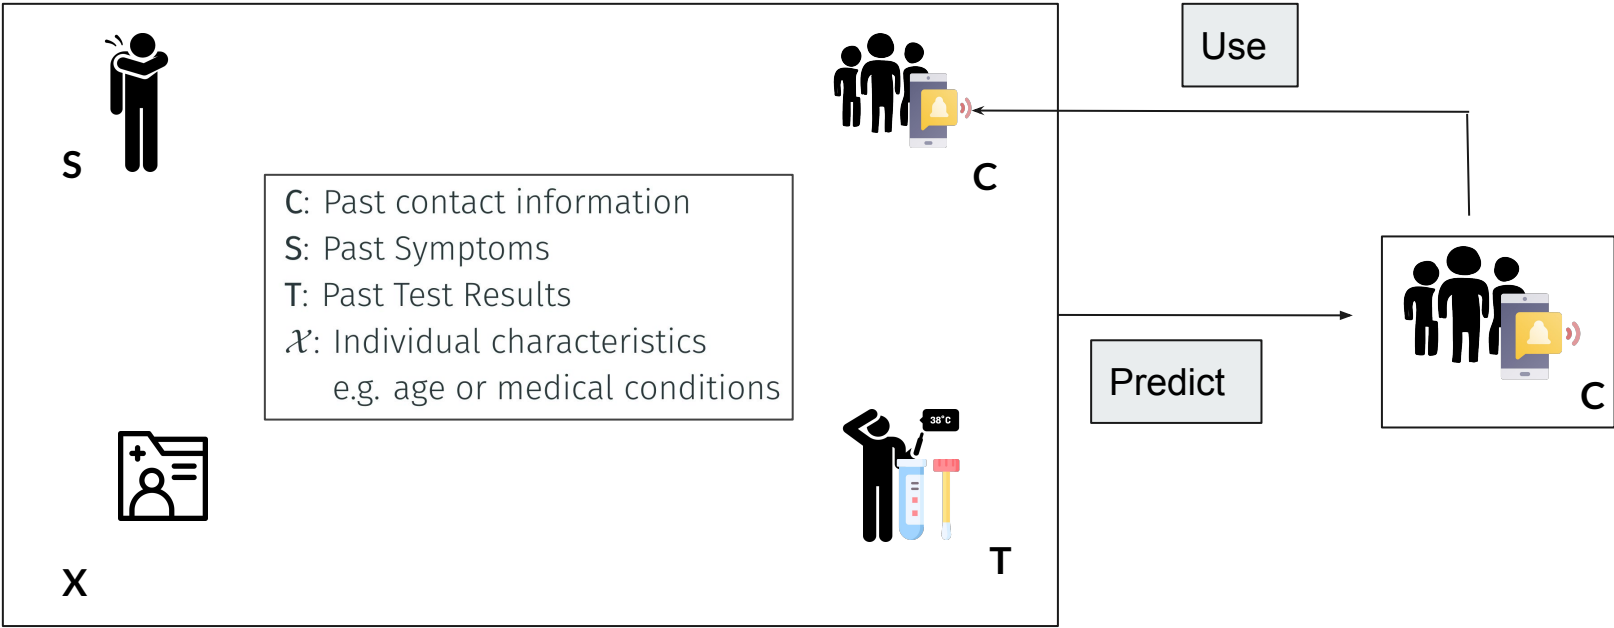 Use
38°C
S
C
C: Past contact information
S: Past Symptoms
T: Past Test Results
𝒳: Individual characteristics
e.g. age or medical conditions
Predict
C
T
X